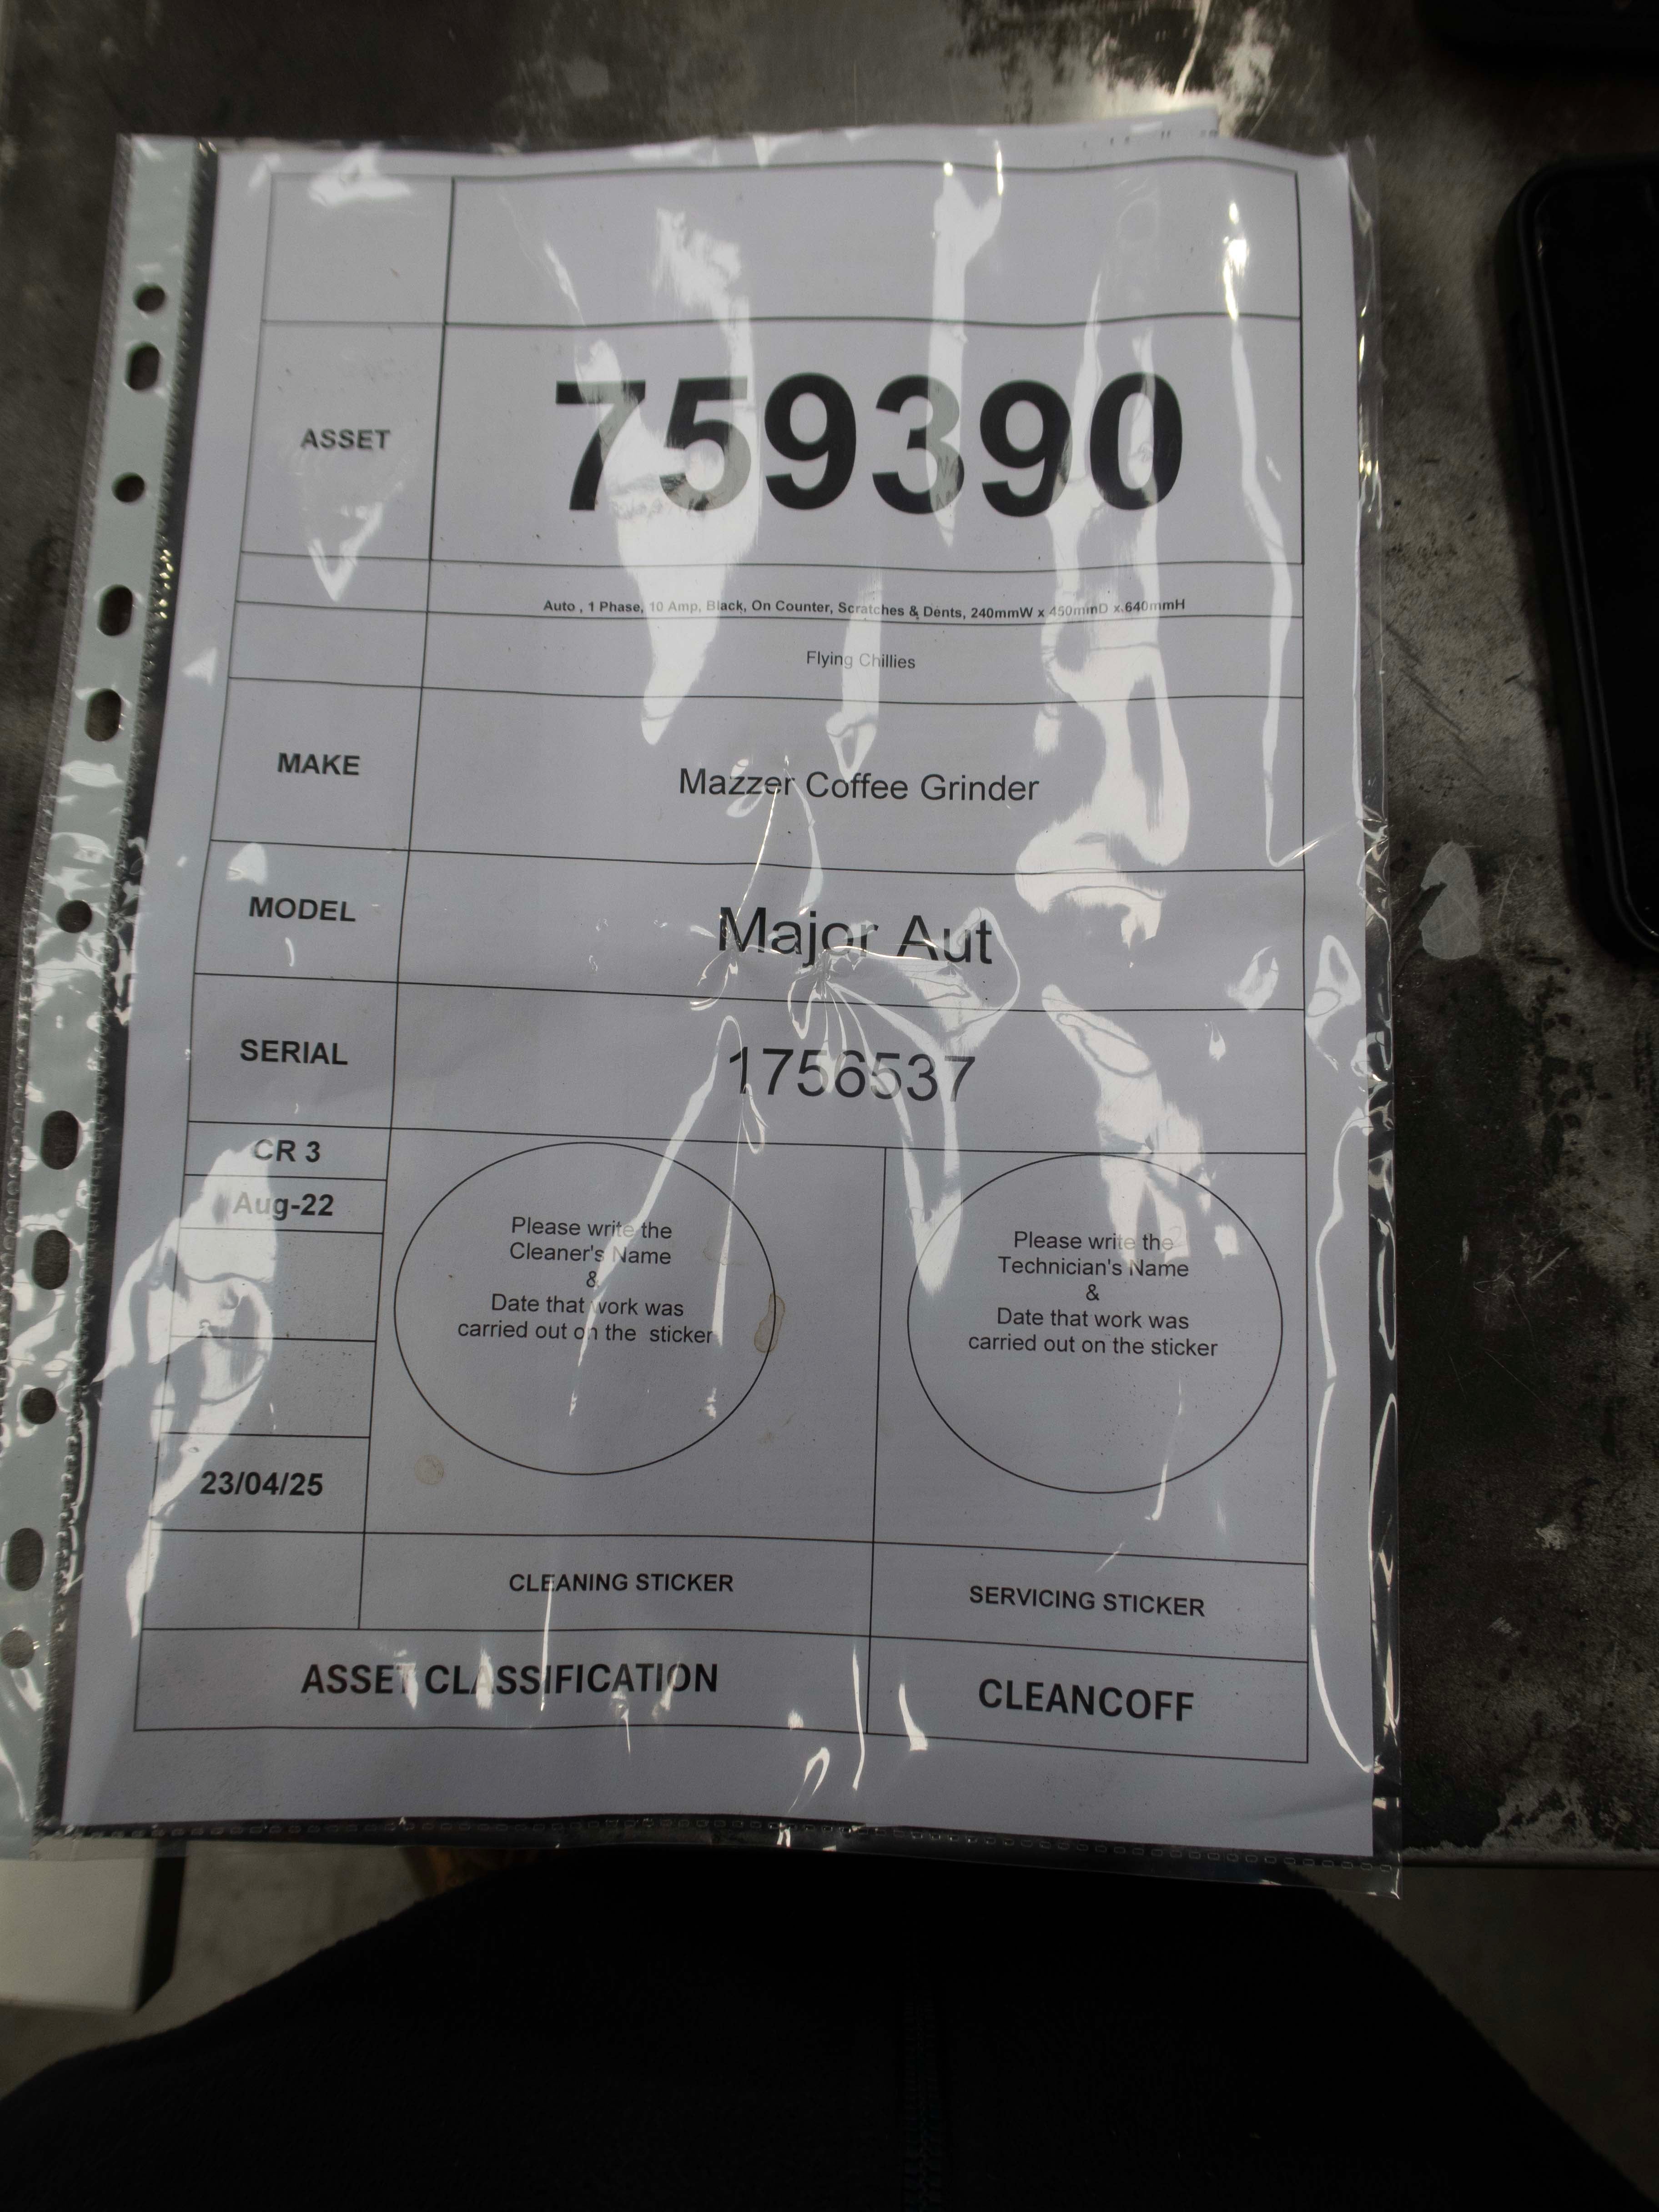 ASSET
759390
Auto , 1 Phase, 10 Amp, Black, On Counter, Scratches & Dents, 240mmW x 450mmD x 640mmH
Flying Chillies
MAKE
Mazzer Coffee Grinder
MODEL
Major Aut
SERIAL
1756537
CR 3
Aug-22
23/04/25
Please write the
Cleaner's Name
&
Date that work was
carried out on the sticker
Please write the
Technician's Name
&
Date that work was
carried out on the sticker
CLEANING STICKER
SERVICING STICKER
ASSET CLASSIFICATION
CLEANCOFF